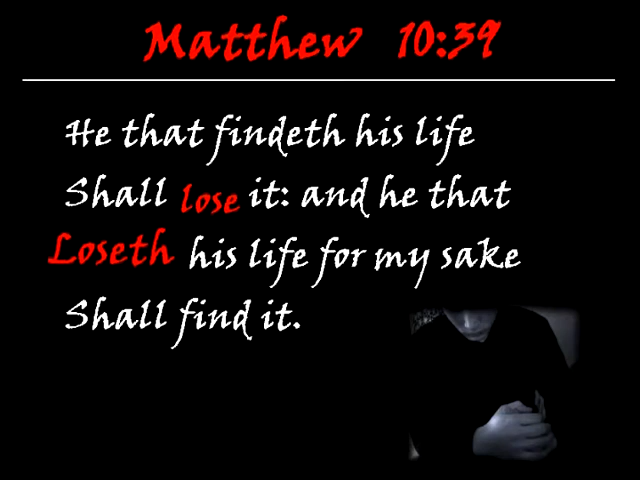 Matthew 10:39
He that findeth his life
Shall lose it: and he that
Loseth his life for my sake
Shall find it.